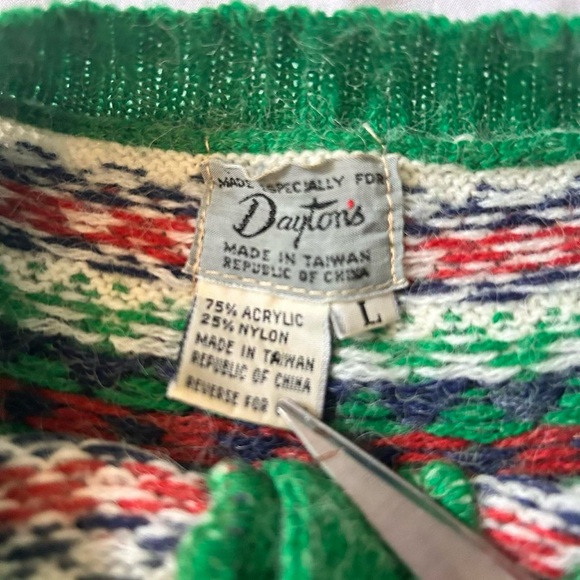 MADE ESPECIALLY FOR
Dayton's
MADE IN TAIWAN
REPUBLIC OF CHINA
L
75% ACRYLIC
25% NYLON
MADE IN TAIWAN
REPUBLIC OF CHINA
REVERSE FOR